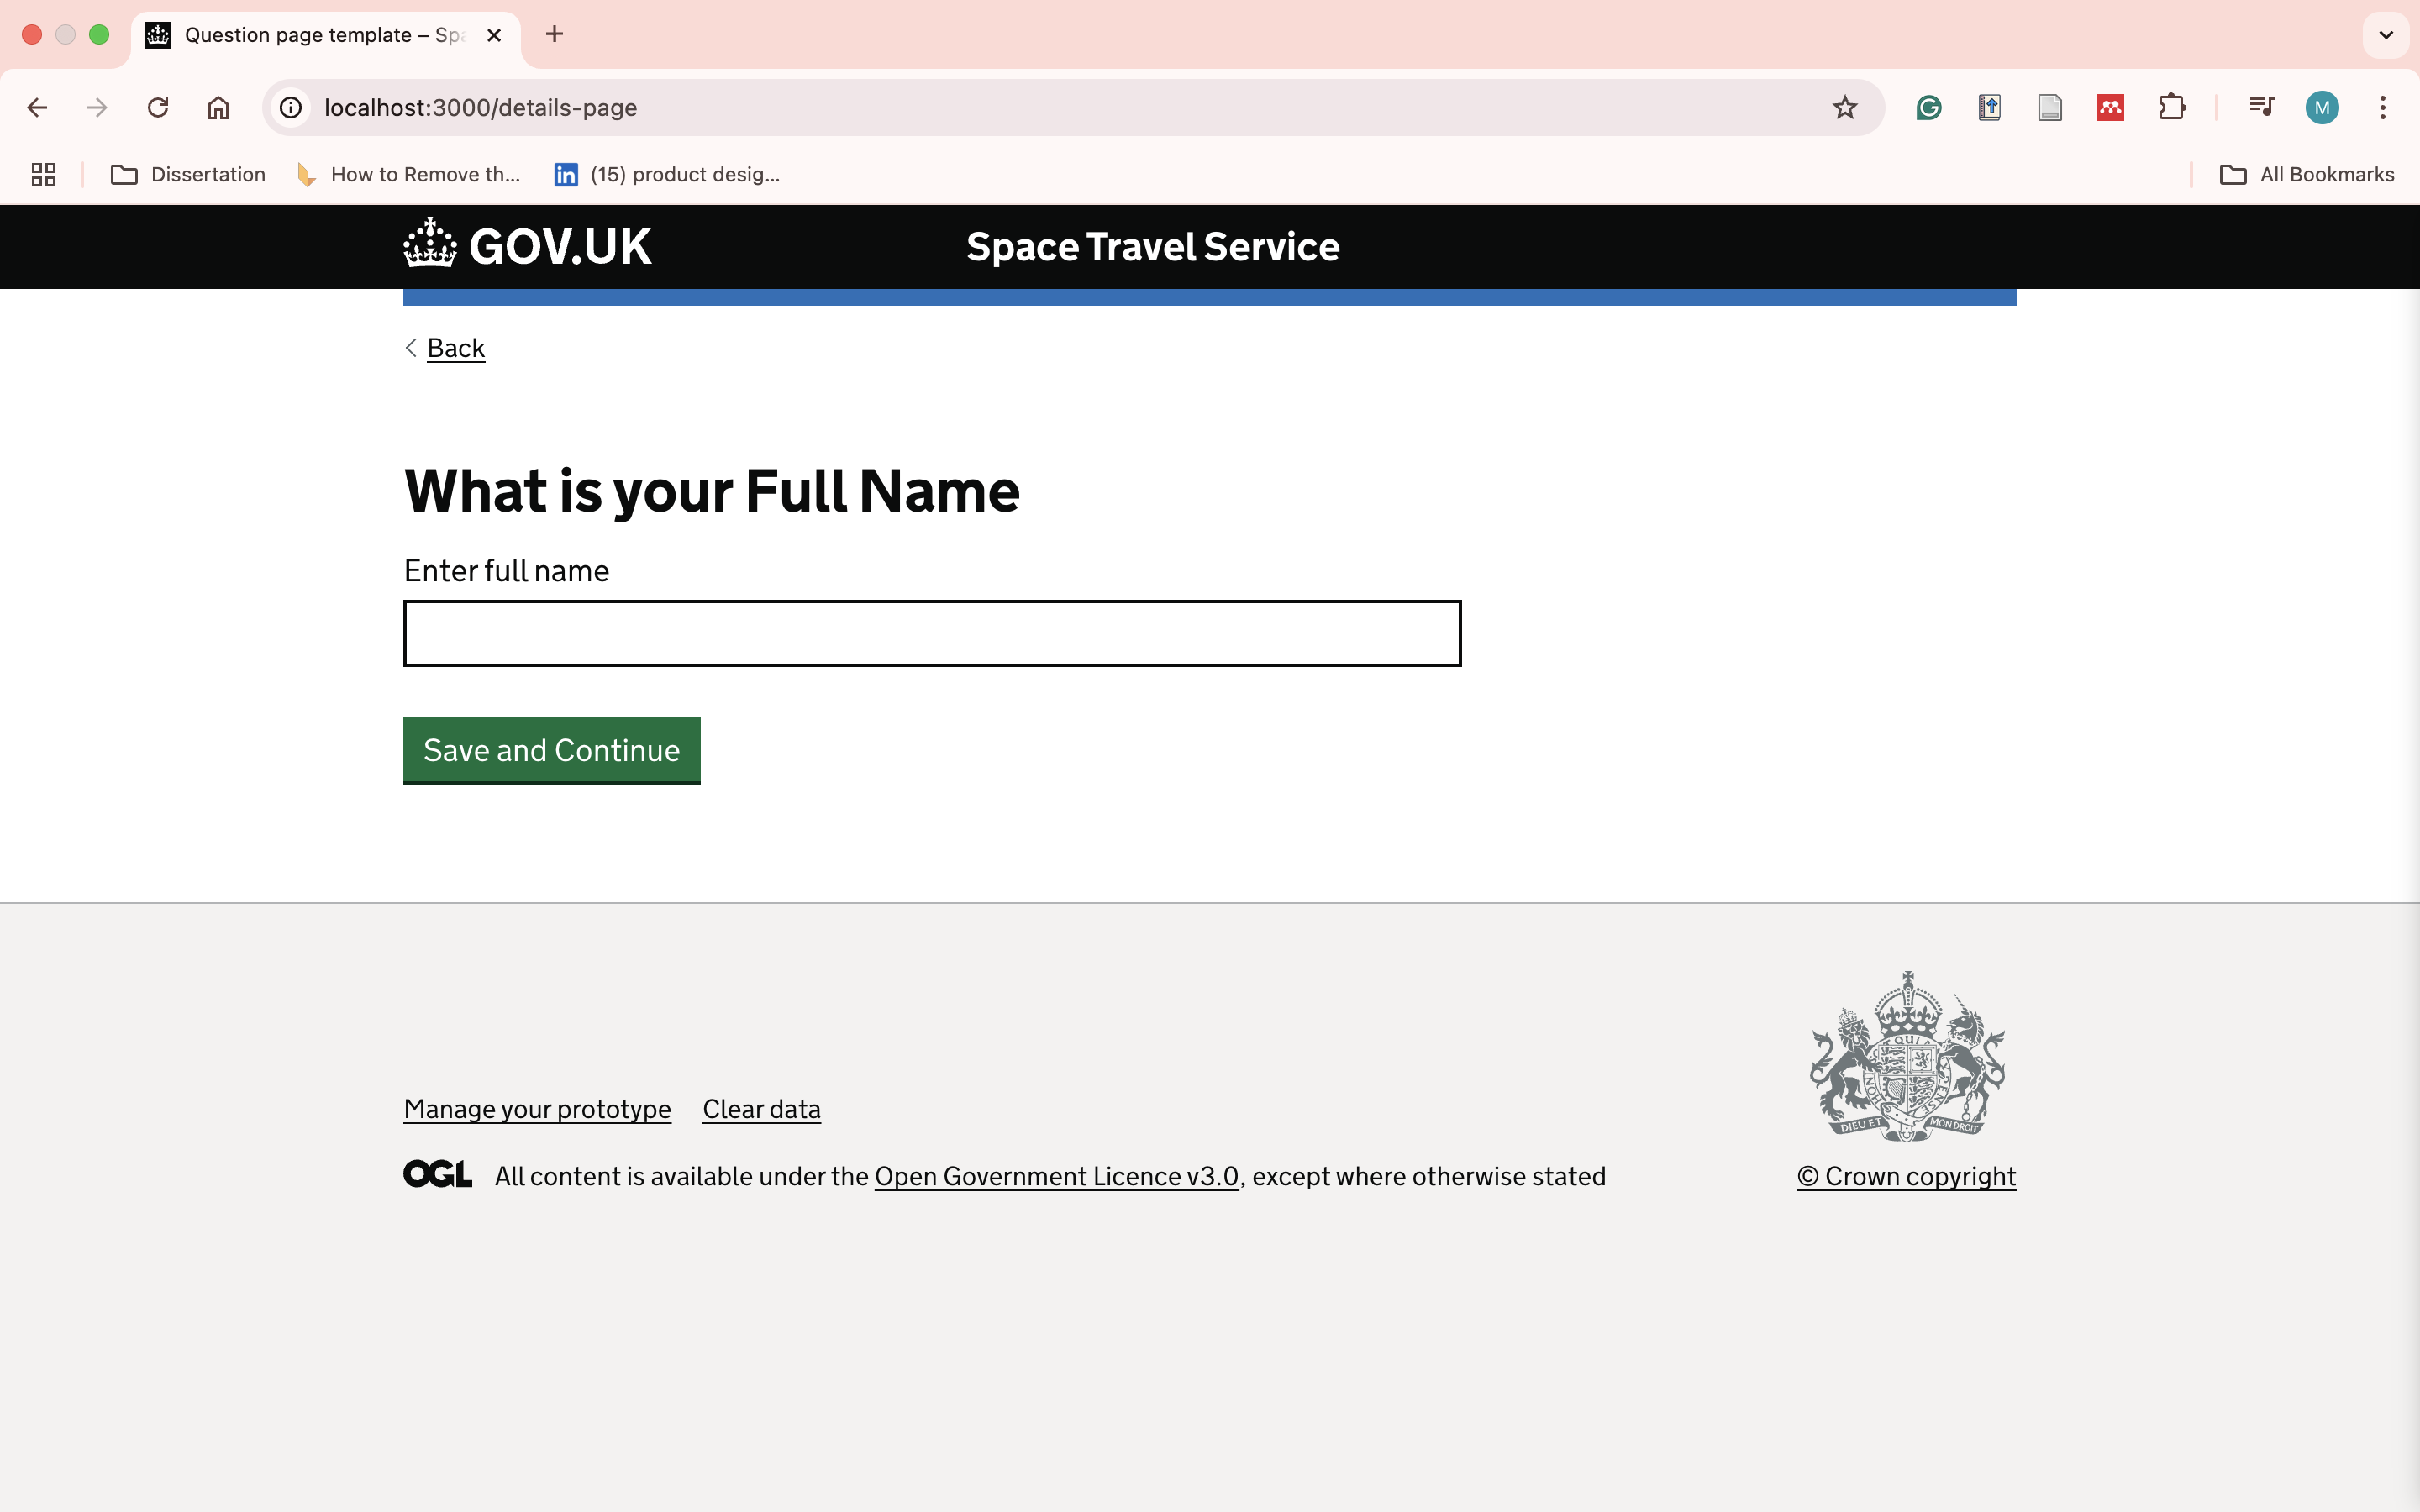 Question page template – Spa
localhost:3000/details-page
M
Dissertation
How to Remove th...
in
(15) product desig...
All Bookmarks
GOV.UK
Space Travel Service
Back
What is your Full Name
Enter full name
Save and Continue
DIEU ET MON DROIT
Manage your prototype
Clear data
OGL All content is available under the Open Government Licence v3.0, except where otherwise stated
© Crown copyright